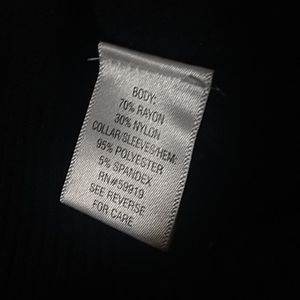 BODY:
70% RAYON
30% NYLON
COLLAR/SLEEVES/HEM:
95% POLYESTER
5% SPANDEX
RN#59919
SEE REVERSE
FOR CARE